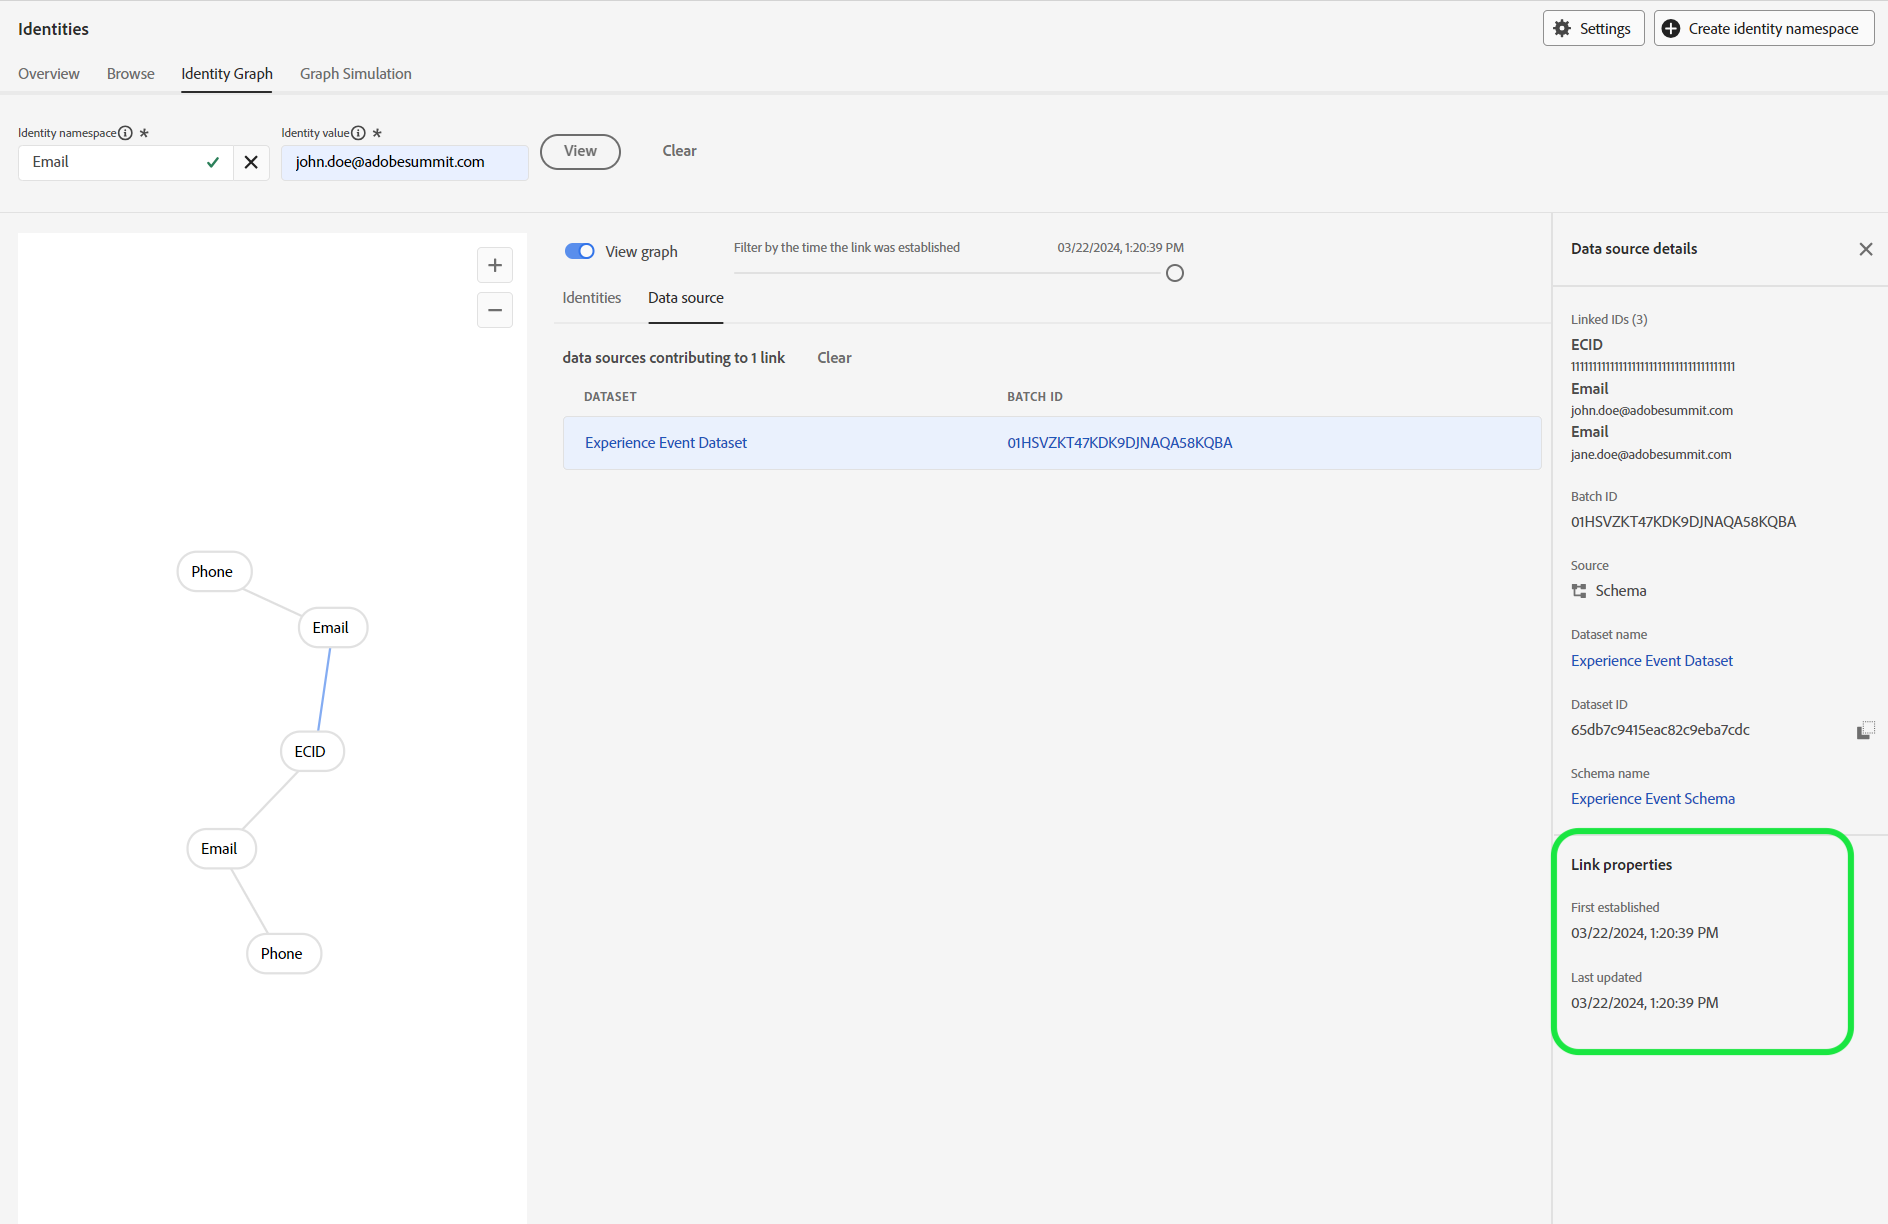 Identities
Settings
Create identity namespace
Overview
Browse
Identity Graph
Graph Simulation
Identity namespace *
Email
Identity value *
john.doe@adobesummit.com
View
Clear
View graph
Filter by the time the link was established
03/22/2024, 1:20:39 PM
Identities
Data source
data sources contributing to 1 link
Clear
DATASET
BATCH ID
Experience Event Dataset
01HSVZKT47KDK9DJNAQA58KQBA
Phone
Email
ECID
Email
Phone
Data source details
Linked IDs (3)
ECID
Email
john.doe@adobesummit.com
Email
jane.doe@adobesummit.com
Batch ID
01HSVZKT47KDK9DJNAQA58KQBA
Source
Schema
Dataset name
Experience Event Dataset
Dataset ID
65db7c9415eac82c9eba7cdc
Schema name
Experience Event Schema
Link properties
First established
03/22/2024, 1:20:39 PM
Last updated
03/22/2024, 1:20:39 PM